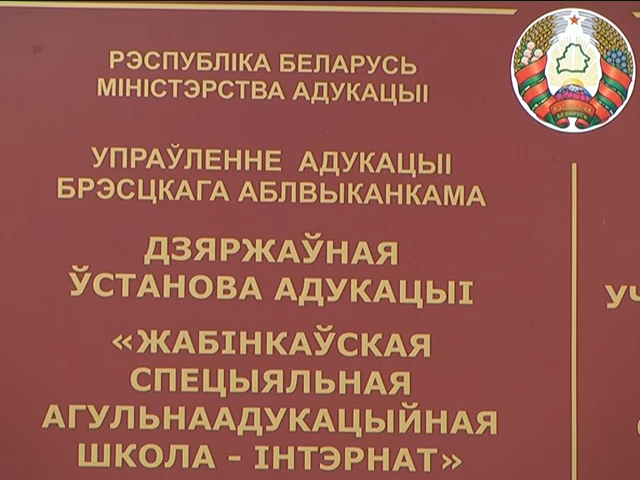 РЭСПУБЛІКА БЕЛАРУСЬ
МІНІСТЭРСТВА АДУКАЦЫІ
УПРАЎЛЕННЕ АДУКАЦЫІ
БРЭСЦКАГА АБЛВЫКАНКАМА
ДЗЯРЖАЎНАЯ
ЎСТАНОВА АДУКАЦЫІ
«ЖАБІНКАЎСКАЯ
СПЕЦЫЯЛЬНАЯ
АГУЛЬНААДУКАЦЫЙНАЯ
ШКОЛА - ІНТЭРНАТ»